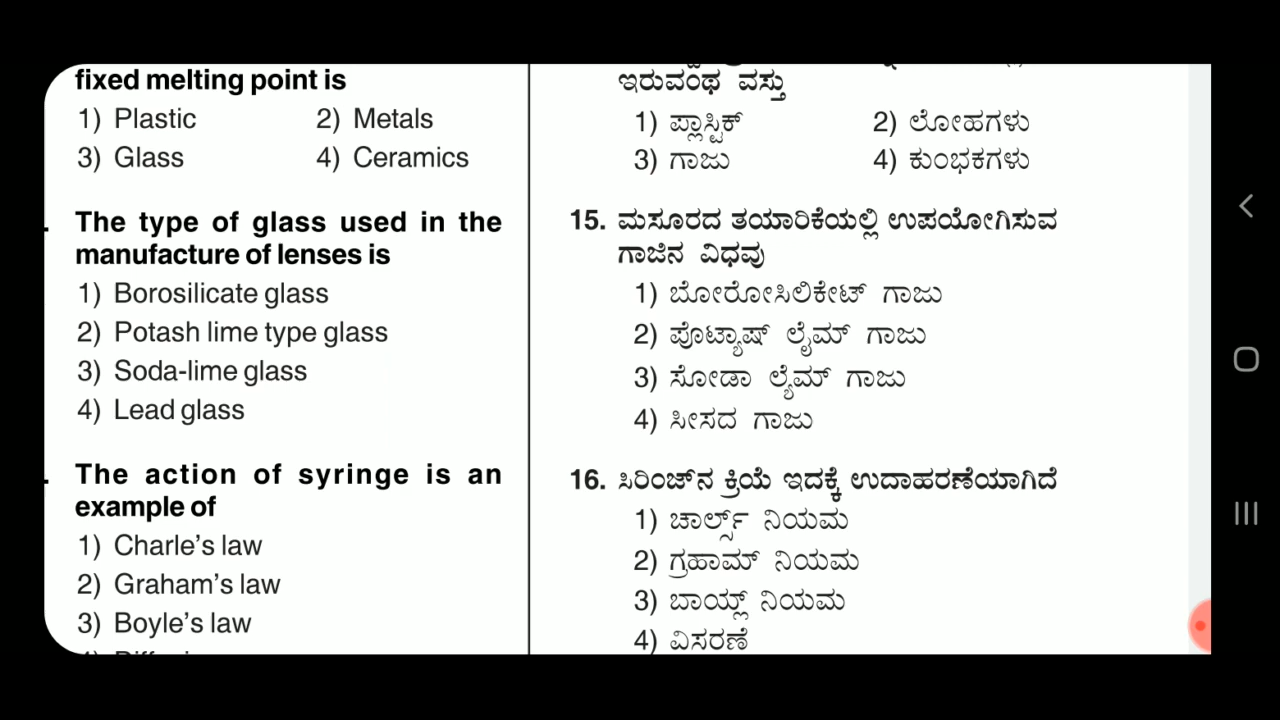 fixed melting point is
1) Plastic 2) Metals
3) Glass 4) Ceramics
. The type of glass used in the
manufacture of lenses is
1) Borosilicate glass
2) Potash lime type glass
3) Soda-lime glass
4) Lead glass
. The action of syringe is an
example of
1) Charle's law
2) Graham's law
3) Boyle's law
ಇರುವಂಥ ವಸ್ತು
1) ಪ್ಲಾಸ್ಟಿಕ್ 2) ಲೋಹಗಳು
3) ಗಾಜು 4) ಕುಂಭಕಗಳು
15. ಮಸೂರದ ತಯಾರಿಕೆಯಲ್ಲಿ ಉಪಯೋಗಿಸುವ
ಗಾಜಿನ ವಿಧವು
1) ಬೋರೋಸಿಲಿಕೇಟ್ ಗಾಜು
2) ಪೊಟ್ಯಾಷ್ ಲೈಮ್ ಗಾಜು
3) ಸೋಡಾ ಲೈಮ್ ಗಾಜು
4) ಸೀಸದ ಗಾಜು
16. ಸಿರಿಂಜ್‌ನ ಕ್ರಿಯೆ ಇದಕ್ಕೆ ಉದಾಹರಣೆಯಾಗಿದೆ
1) ಚಾರ್ಲ್ಸ್ ನಿಯಮ
2) ಗ್ರಹಾಮ್ ನಿಯಮ
3) ಬಾಯ್ಲ್ ನಿಯಮ
4) ವಿಸರಣೆ